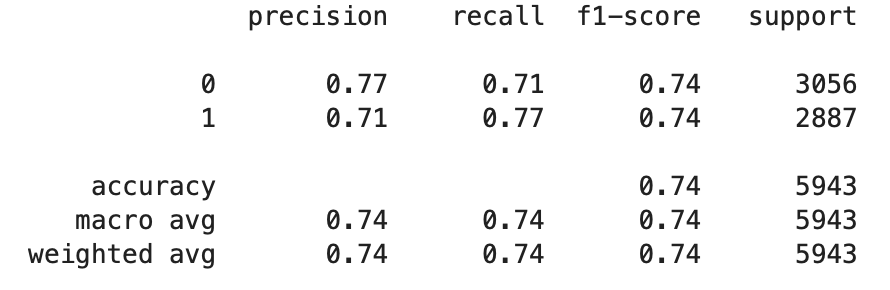 precision recall f1-score support
0 0.77 0.71 0.74 3056
1 0.71 0.77 0.74 2887
accuracy 0.74 5943
macro avg 0.74 0.74 0.74 5943
weighted avg 0.74 0.74 0.74 5943